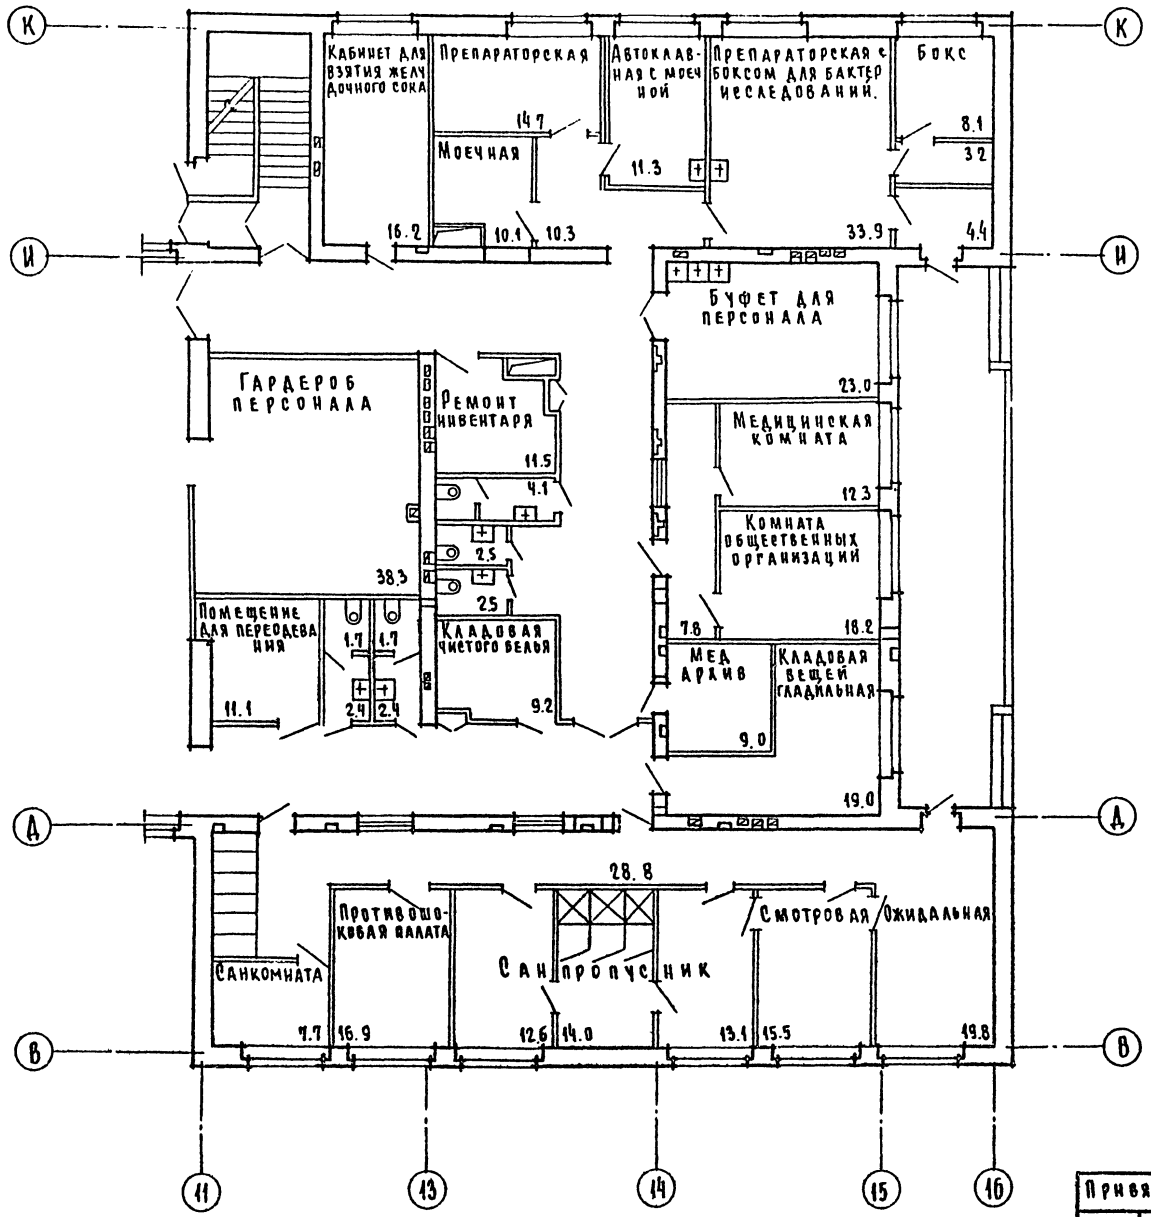 К
К
КАБИНЕТ ДЛЯ
ВЗЯТИЯ ЖЕЛУ
ДОЧНОГО СОКА
ПРЕПАРАТОРСКАЯ
АВТОКЛАВ-
НАЯ С МОЕЧ
НОЙ
ПРЕПАРАТОРСКАЯ С
БОКСОМ ДЛЯ БАКТЕР
ИССЛЕДОВАНИЙ.
БОКС
14.7
8.1
МОЕЧНАЯ
11.3
3.2
16.2
10.1
10.3
33.9
4.4
И
И
БУФЕТ ДЛЯ
ПЕРСОНАЛА
23.0
ГАРДЕРОБ
ПЕРСОНАЛА
РЕМОНТ
ИНВЕНТАРЯ
МЕДИЦИНСКАЯ
КОМНАТА
11.5
4.1
12.3
КОМНАТА
ОБЩЕСТВЕННЫХ
ОРГАНИЗАЦИЙ
2.5
38.3
2.5
7.8
18.2
ПОМЕЩЕНИЕ
ДЛЯ ПЕРЕОДЕВА
НИЯ
1.7
1.7
КЛАДОВАЯ
ЧИСТОГО БЕЛЬЯ
МЕД
АРХИВ
КЛАДОВАЯ
ВЕЩЕЙ
ГЛАДИЛЬНАЯ
11.1
2.4
2.4
9.2
9.0
19.0
Д
Д
28.8
ПРОТИВОШО-
КОВАЯ ПАЛАТА
СМОТРОВАЯ
ОЖИДАЛЬНАЯ
САНКОМНАТА
САНПРОПУСНИК
7.7
16.9
12.6
14.0
13.1
15.5
19.8
В
В
11
13
14
15
16
ПРИВЯ